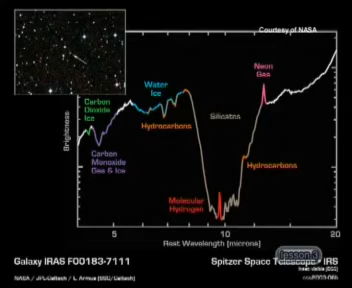 Courtesy of NASA
Neon
Gas
Water
Ice
Carbon
Dioxide
Ice
Silicates
Hydrocarbons
Brightness
Carbon
Monoxide
Gas & Ice
Hydrocarbons
Molecular
Hydrogen
5
10
20
Rest Wavelength [microns]
Galaxy IRAS F00183-7111
Spitzer Space Telescope • IRS
lesson3
NASA / JPL-Caltech / L. Armus (SSC/Caltech)